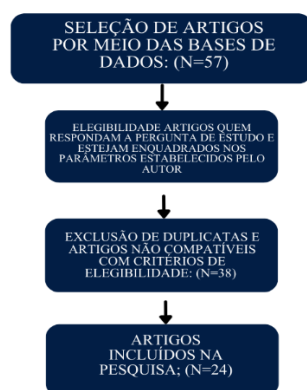 SELEÇÃO DE ARTIGOS
POR MEIO DAS BASES DE
DADOS: (N=57)
ELEGIBILIDADE ARTIGOS QUEM
RESPONDAM A PERGUNTA DE ESTUDO E
ESTEJAM ENQUADRADOS NOS
PARÂMETROS ESTABELECIDOS PELO
AUTOR
EXCLUSÃO DE DUPLICATAS E
ARTIGOS NÃO COMPATÍVEIS
COM CRITÉRIOS DE
ELEGIBILIDADE: (N=38)
ARTIGOS
INCLUÍDOS NA
PESQUISA; (N=24)